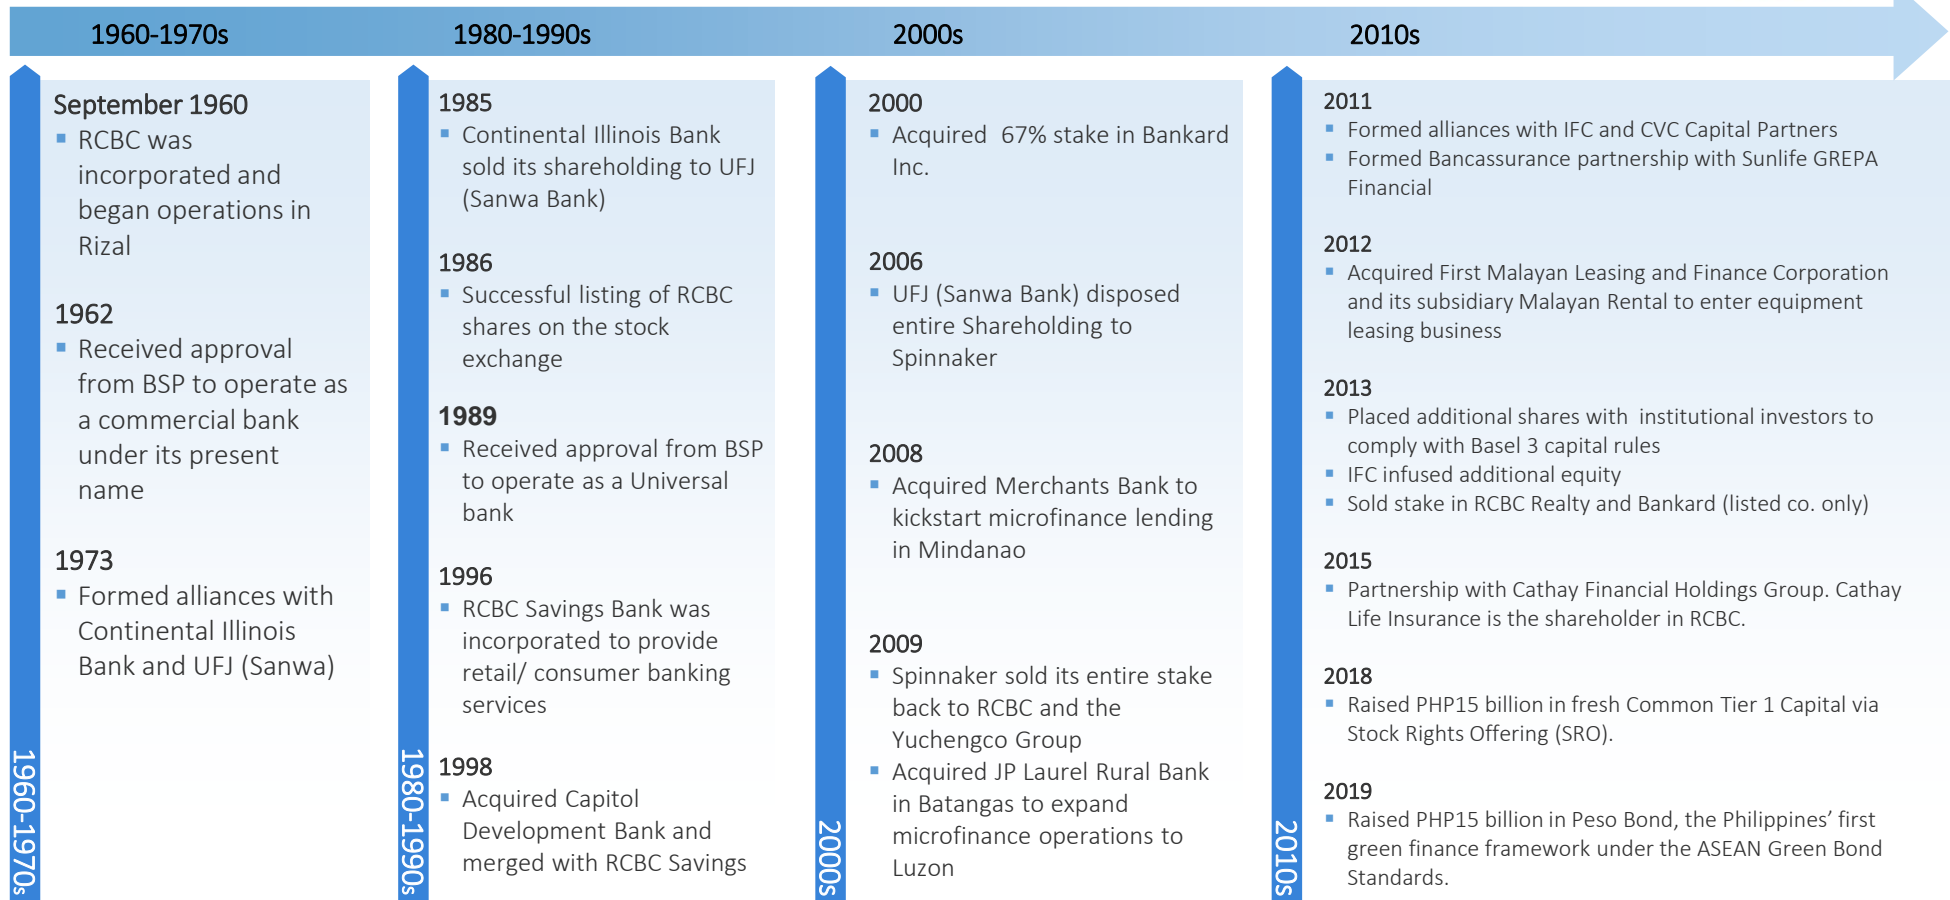 1960-1970s
1980-1990s
2000s
2010s
September 1960
▪ RCBC was
incorporated and
began operations in
Rizal
1962
▪ Received approval
from BSP to operate as
a commercial bank
under its present
name
1973
▪ Formed alliances with
Continental Illinois
Bank and UFJ (Sanwa)
1960-1970s
1985
▪ Continental Illinois Bank
sold its shareholding to UFJ
(Sanwa Bank)
1986
▪ Successful listing of RCBC
shares on the stock
exchange
1989
▪ Received approval from BSP
to operate as a Universal
bank
1996
▪ RCBC Savings Bank was
incorporated to provide
retail/ consumer banking
services
1998
▪ Acquired Capitol
Development Bank and
merged with RCBC Savings
1980-1990s
2000
▪ Acquired 67% stake in Bankard
Inc.
2006
▪ UFJ (Sanwa Bank) disposed
entire Shareholding to
Spinnaker
2008
▪ Acquired Merchants Bank to
kickstart microfinance lending
in Mindanao
2009
▪ Spinnaker sold its entire stake
back to RCBC and the
Yuchengco Group
▪ Acquired JP Laurel Rural Bank
in Batangas to expand
microfinance operations to
Luzon
2000s
2011
▪ Formed alliances with IFC and CVC Capital Partners
▪ Formed Bancassurance partnership with Sunlife GREPA
Financial
2012
▪ Acquired First Malayan Leasing and Finance Corporation
and its subsidiary Malayan Rental to enter equipment
leasing business
2013
▪ Placed additional shares with institutional investors to
comply with Basel 3 capital rules
▪ IFC infused additional equity
▪ Sold stake in RCBC Realty and Bankard (listed co. only)
2015
▪ Partnership with Cathay Financial Holdings Group. Cathay
Life Insurance is the shareholder in RCBC.
2018
▪ Raised PHP15 billion in fresh Common Tier 1 Capital via
Stock Rights Offering (SRO).
2019
▪ Raised PHP15 billion in Peso Bond, the Philippines’ first
green finance framework under the ASEAN Green Bond
Standards.
2010s